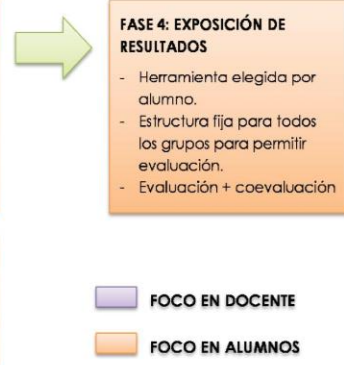 FASE 4: EXPOSICIÓN DE
RESULTADOS
- Herramienta elegida por
alumno.
- Estructura fija para todos
los grupos para permitir
evaluación.
- Evaluación + coevaluación
FOCO EN DOCENTE
FOCO EN ALUMNOS